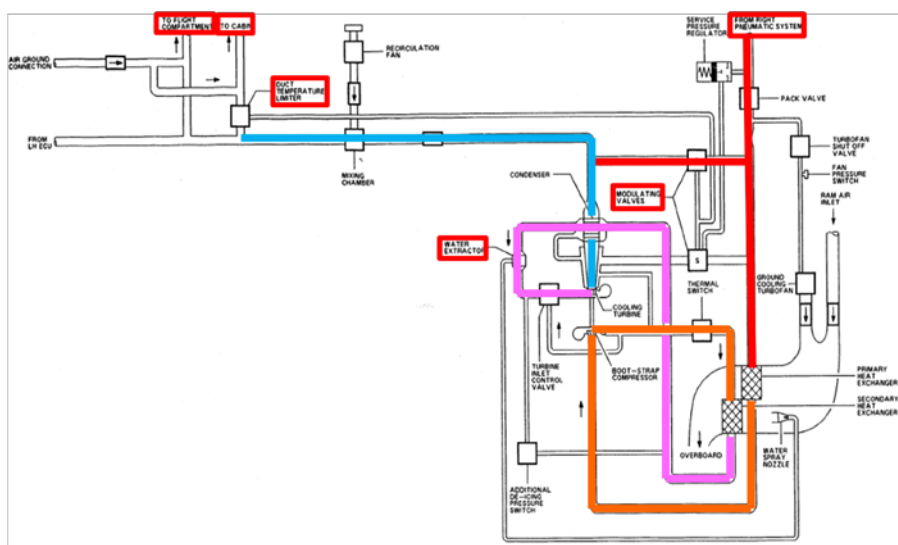 TO FLIGHT
COMPARTMENT
TO CABIN
SERVICE
PRESSURE
REGULATOR
FROM RIGHT
PNEUMATIC SYSTEM
AIR GROUND
CONNECTION
RECIRCULATION
FAN
DUCT
TEMPERATURE
LIMITER
PACK VALVE
FROM
LH ECU
MIXING
CHAMBER
CONDENSER
TURBOFAN
SHUT OFF
VALVE
FAN
PRESSURE
SWITCH
MODULATING
VALVES
RAM AIR
INLET
WATER
EXTRACTOR
S
THERMAL
SWITCH
GROUND
COOLING
TURBOFAN
COOLING
TURBINE
TURBINE
INLET
CONTROL
VALVE
BOOT-STRAP
COMPRESSOR
PRIMARY
HEAT
EXCHANGER
SECONDARY
HEAT
EXCHANGER
OVERBOARD
WATER
SPRAY
NOZZLE
ADDITIONAL
DE-ICING
PRESSURE
SWITCH